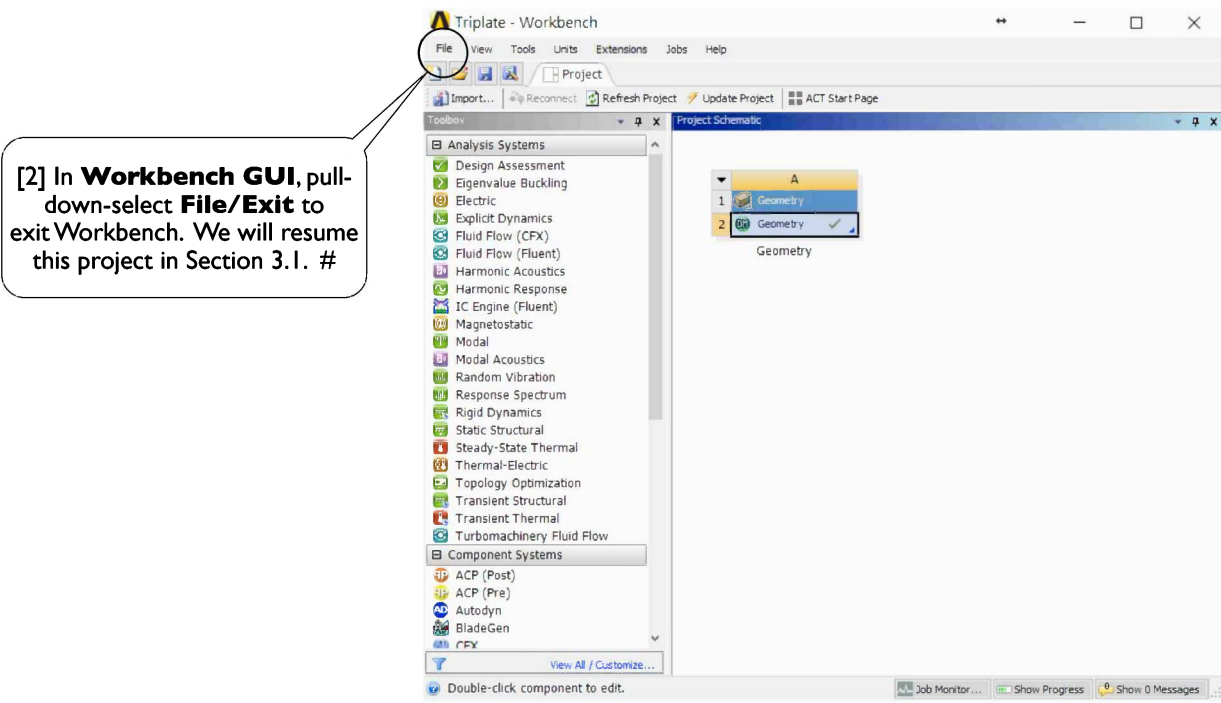 Triplate - Workbench
File View Tools Units Extensions Jobs Help
Project
Import... Reconnect Refresh Project Update Project ACT Start Page
Toolbox
Project Schematic
[2] In Workbench GUI, pull-
down-select File/Exit to
exit Workbench. We will resume
this project in Section 3.1. #
Analysis Systems
Design Assessment
Eigenvalue Buckling
Electric
Explicit Dynamics
Fluid Flow (CFX)
Fluid Flow (Fluent)
Harmonic Acoustics
Harmonic Response
IC Engine (Fluent)
Magnetostatic
Modal
Modal Acoustics
Random Vibration
Response Spectrum
Rigid Dynamics
Static Structural
Steady-State Thermal
Thermal-Electric
Topology Optimization
Transient Structural
Transient Thermal
Turbomachinery Fluid Flow
Component Systems
ACP (Post)
ACP (Pre)
AD Autodyn
BladeGen
CFX
View All / Customize...
A
1 Geometry
2 Geometry
Geometry
Double-click component to edit.
Job Monitor... Show Progress 0 Show 0 Messages